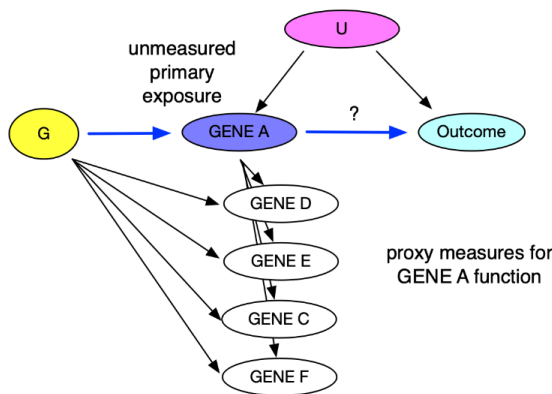 U
unmeasured
primary
exposure
G
GENE A
?
Outcome
GENE D
GENE E
proxy measures for
GENE A function
GENE C
GENE F